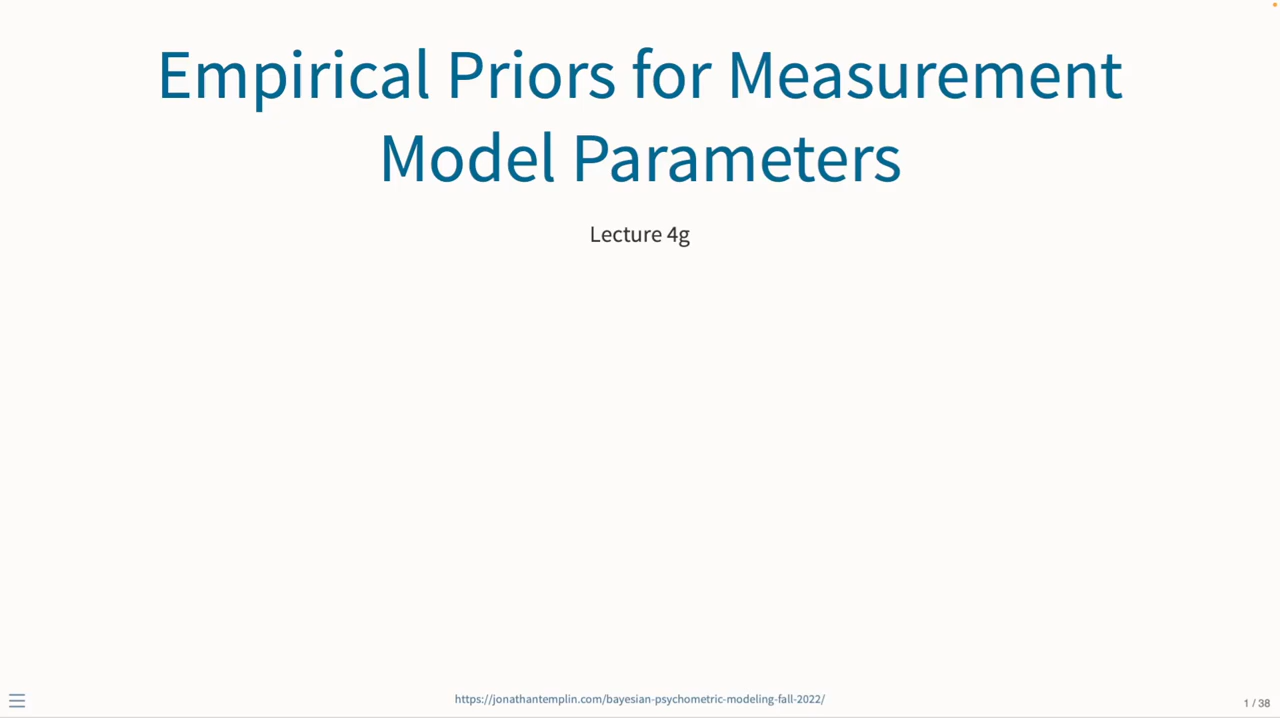 Empirical Priors for Measurement
Model Parameters
Lecture 4g
https://jonathantemplin.com/bayesian-psychometric-modeling-fall-2022/
1 / 38